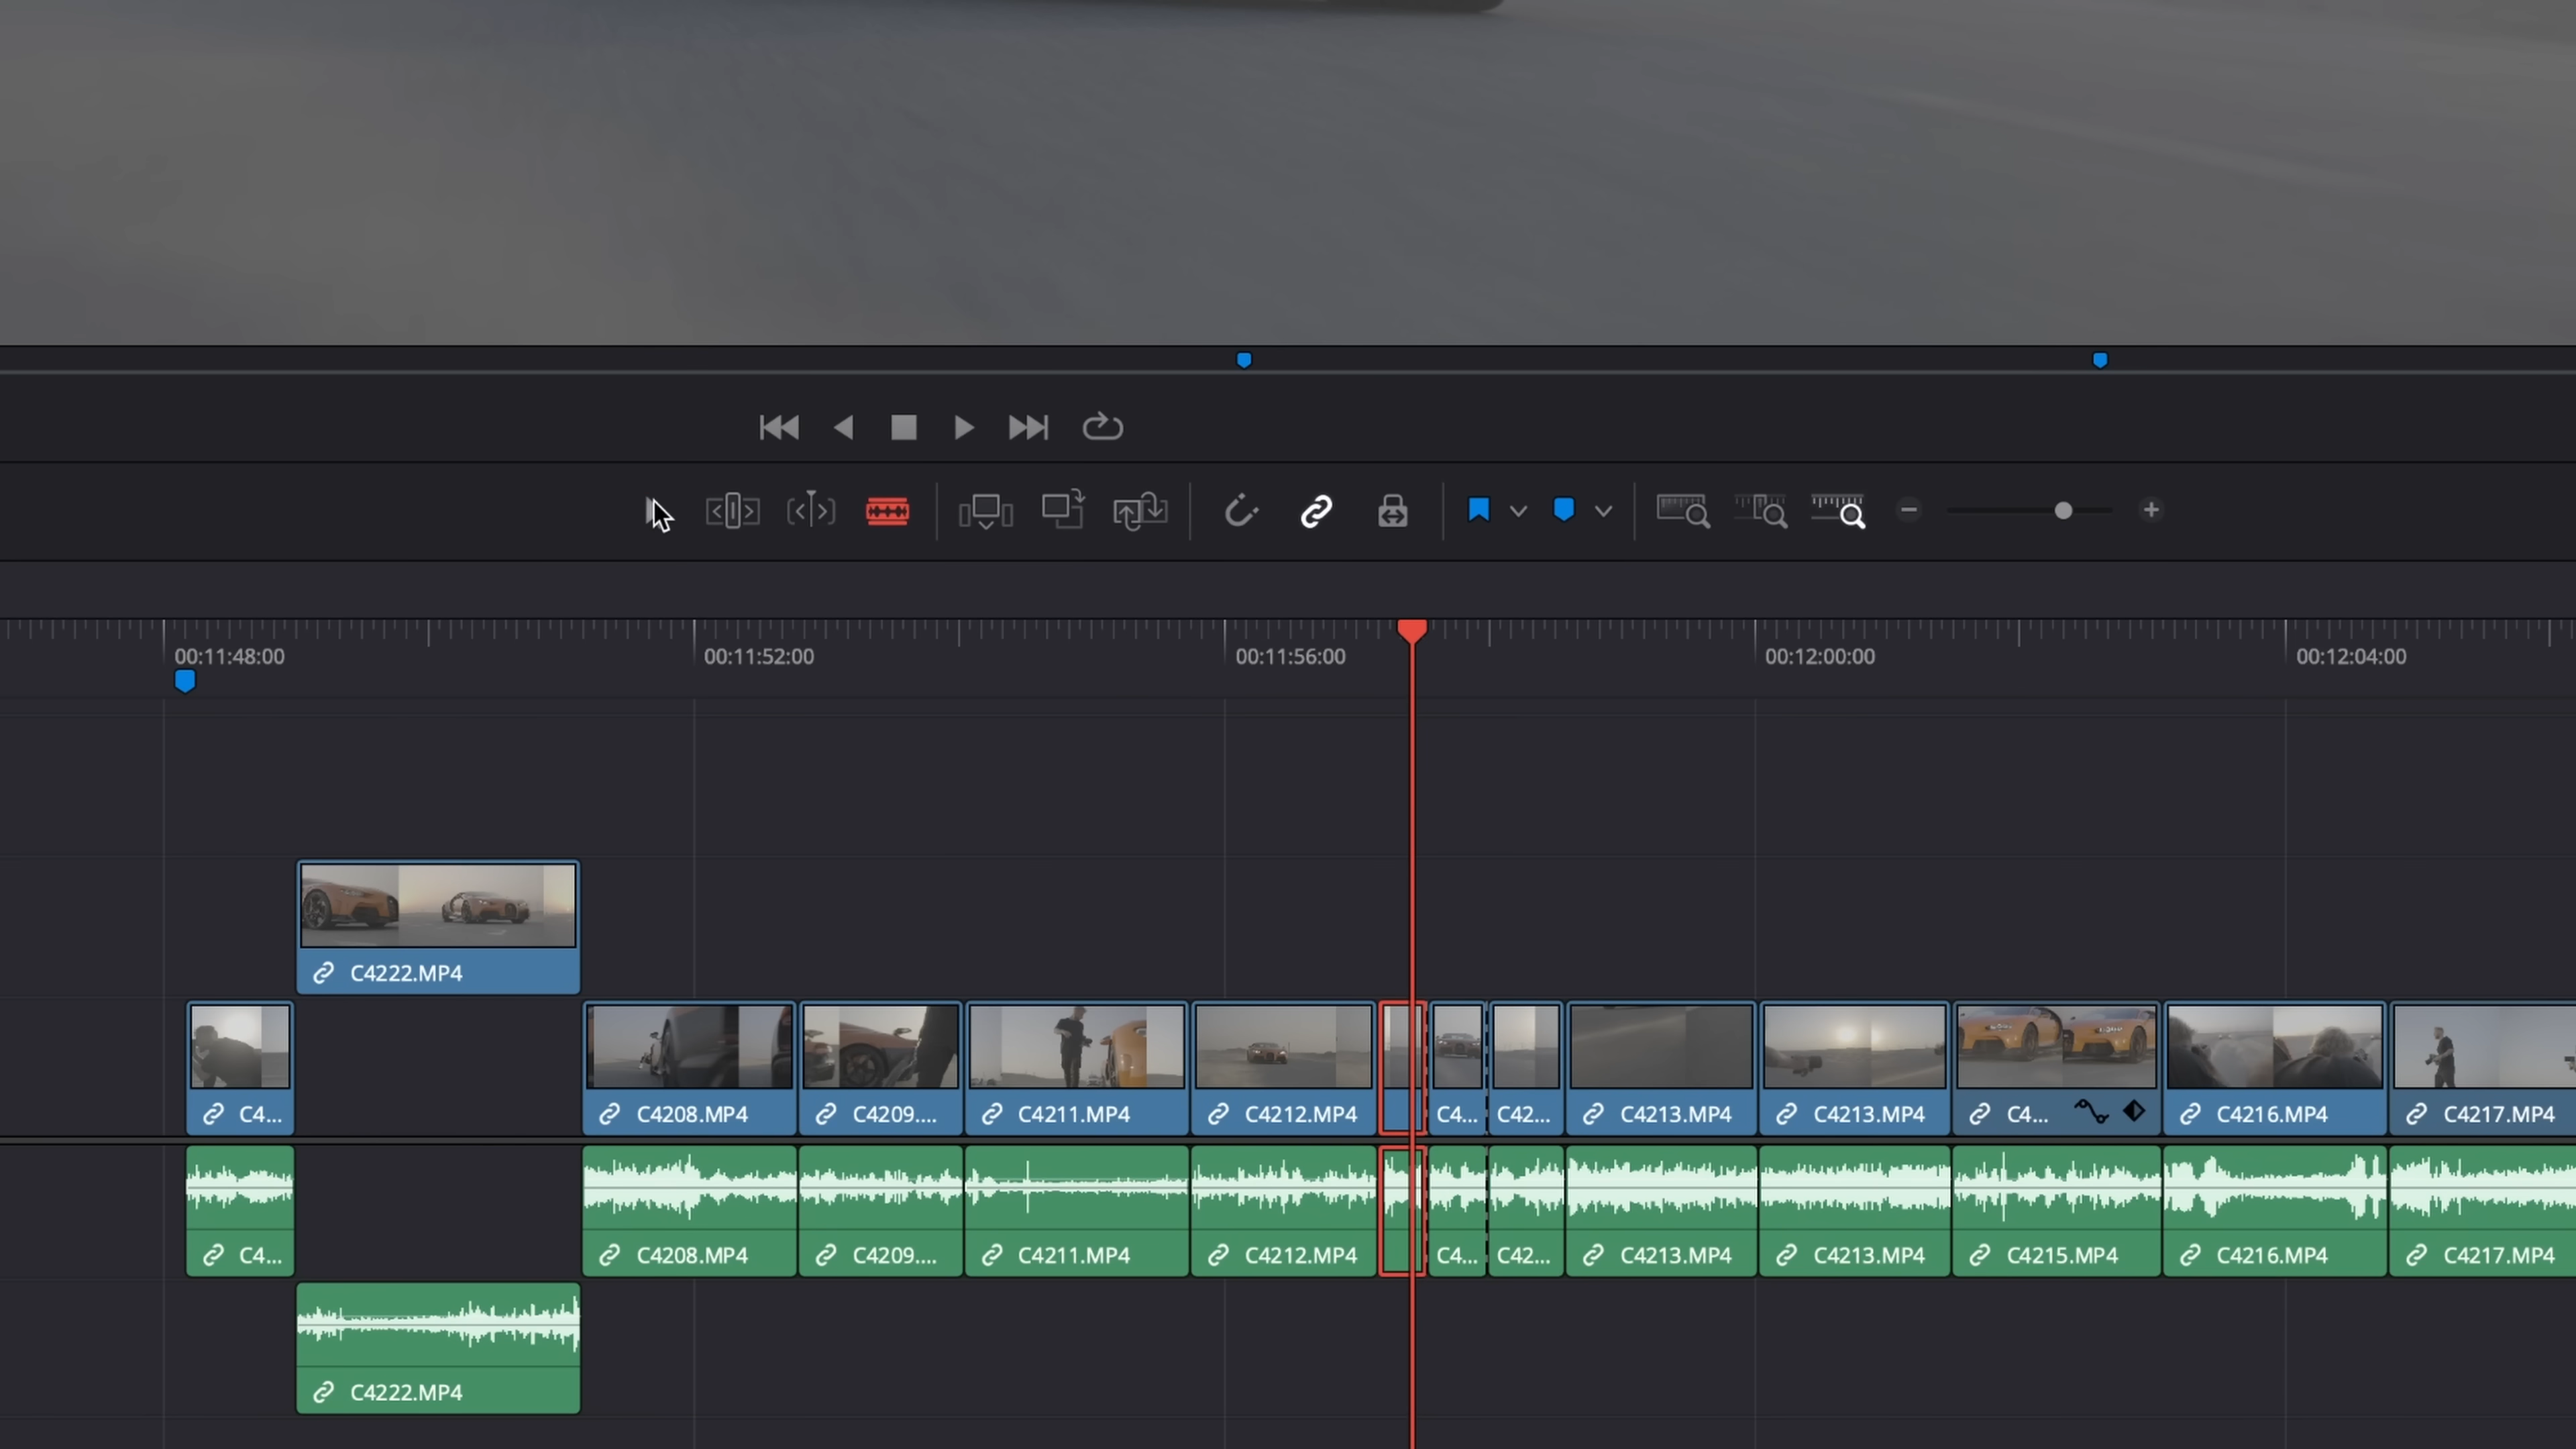 00:11:48:00 00:11:52:00 00:11:56:00 00:12:00:00 00:12:04:00
C4222.MP4
C4... C4208.MP4 C4209.... C4211.MP4 C4212.MP4 C4... C42... C4213.MP4 C4213.MP4 C4... C4216.MP4 C4217.MP4
C4... C4208.MP4 C4209.... C4211.MP4 C4212.MP4 C4... C42... C4213.MP4 C4213.MP4 C4215.MP4 C4216.MP4 C4217.MP4
C4222.MP4